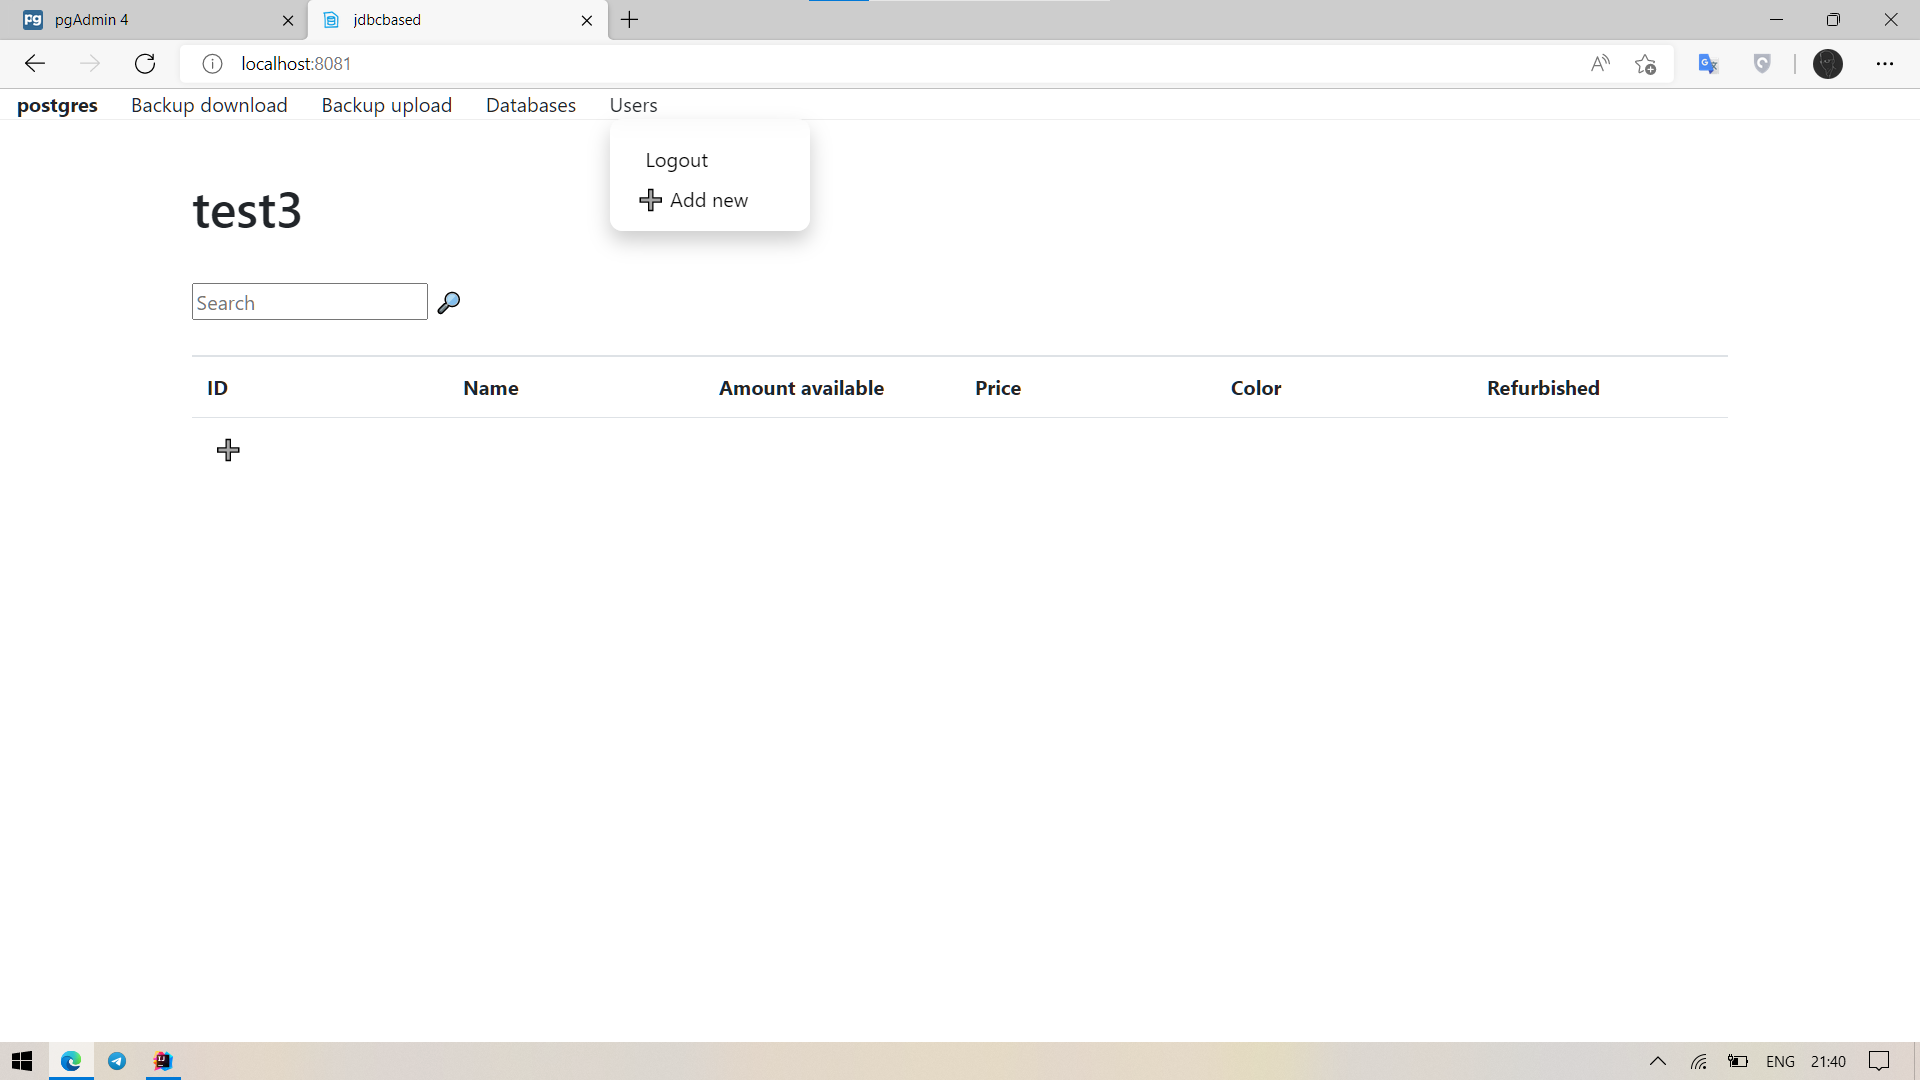 pgAdmin 4
jdbcbased
localhost:8081
postgres Backup download Backup upload Databases Users
Logout
Add new
test3
Search
ID Name Amount available Price Color Refurbished
ENG 21:40